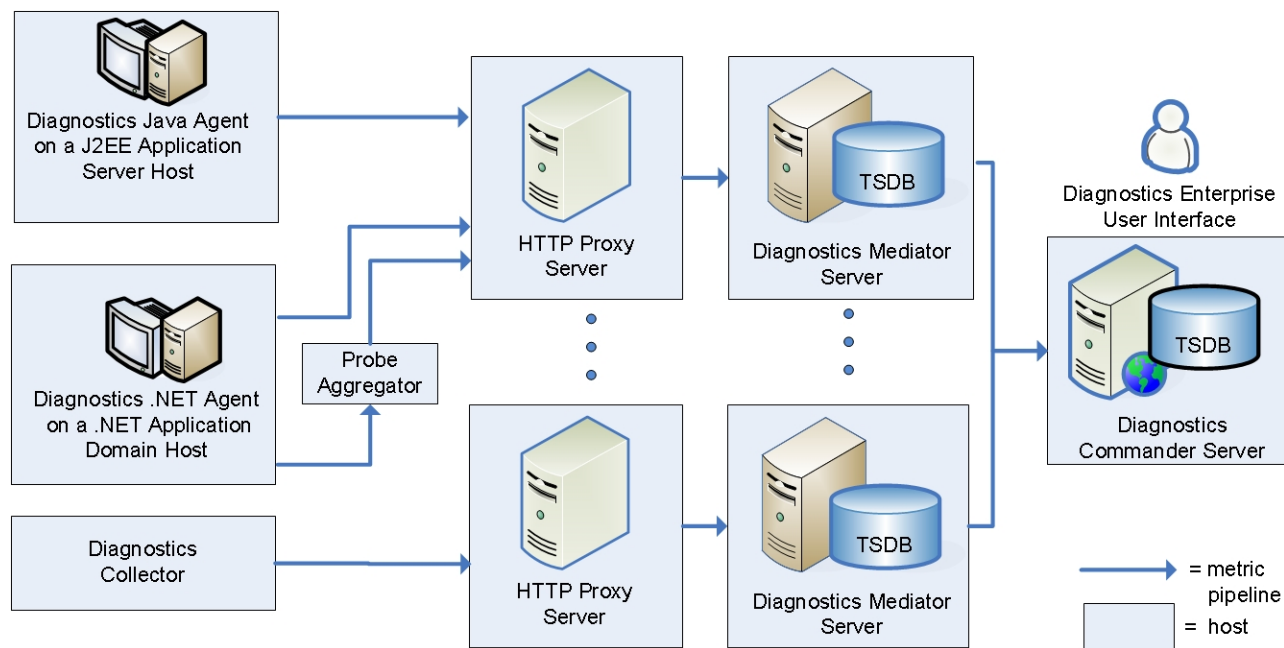 Diagnostics Java Agent
on a J2EE Application
Server Host
Diagnostics .NET Agent
on a .NET Application
Domain Host
Probe
Aggregator
Diagnostics
Collector
HTTP Proxy
Server
TSDB
Diagnostics Mediator
Server
HTTP Proxy
Server
TSDB
Diagnostics Mediator
Server
Diagnostics Enterprise
User Interface
TSDB
Diagnostics
Commander Server
= metric
pipeline
= host